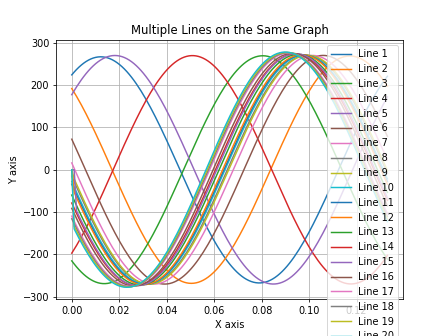 Multiple Lines on the Same Graph
300
200
100
0
−100
−200
−300
Y axis
0.00
0.02
0.04
0.06
0.08
0.10
X axis
Line 1
Line 2
Line 3
Line 4
Line 5
Line 6
Line 7
Line 8
Line 9
Line 10
Line 11
Line 12
Line 13
Line 14
Line 15
Line 16
Line 17
Line 18
Line 19
Line 20